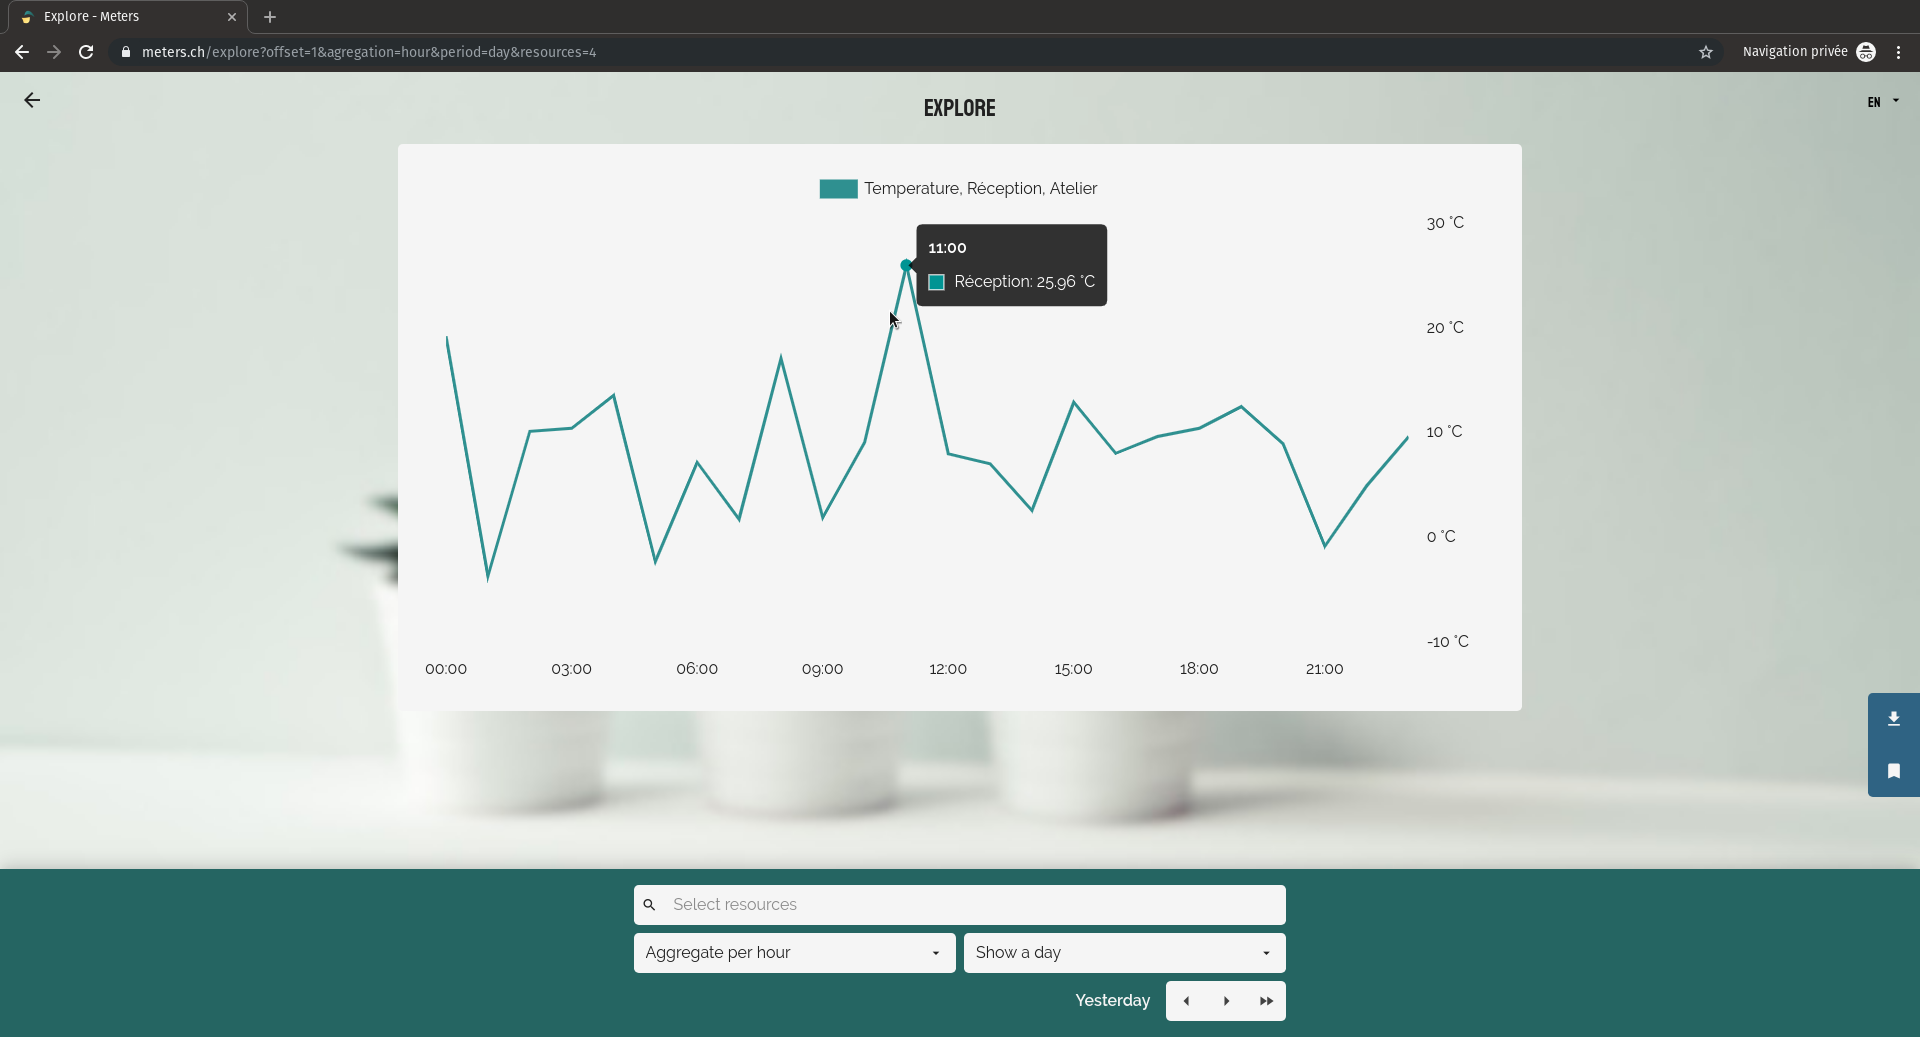 Explore - Meters
meters.ch/explore?offset=1&agregation=hour&period=day&resources=4
Navigation privée
EXPLORE
EN
Temperature, Réception, Atelier
30 °C
11:00
Réception: 25.96 °C
20 °C
10 °C
0 °C
-10 °C
00:00 03:00 06:00 09:00 12:00 15:00 18:00 21:00
Select resources
Aggregate per hour Show a day
Yesterday